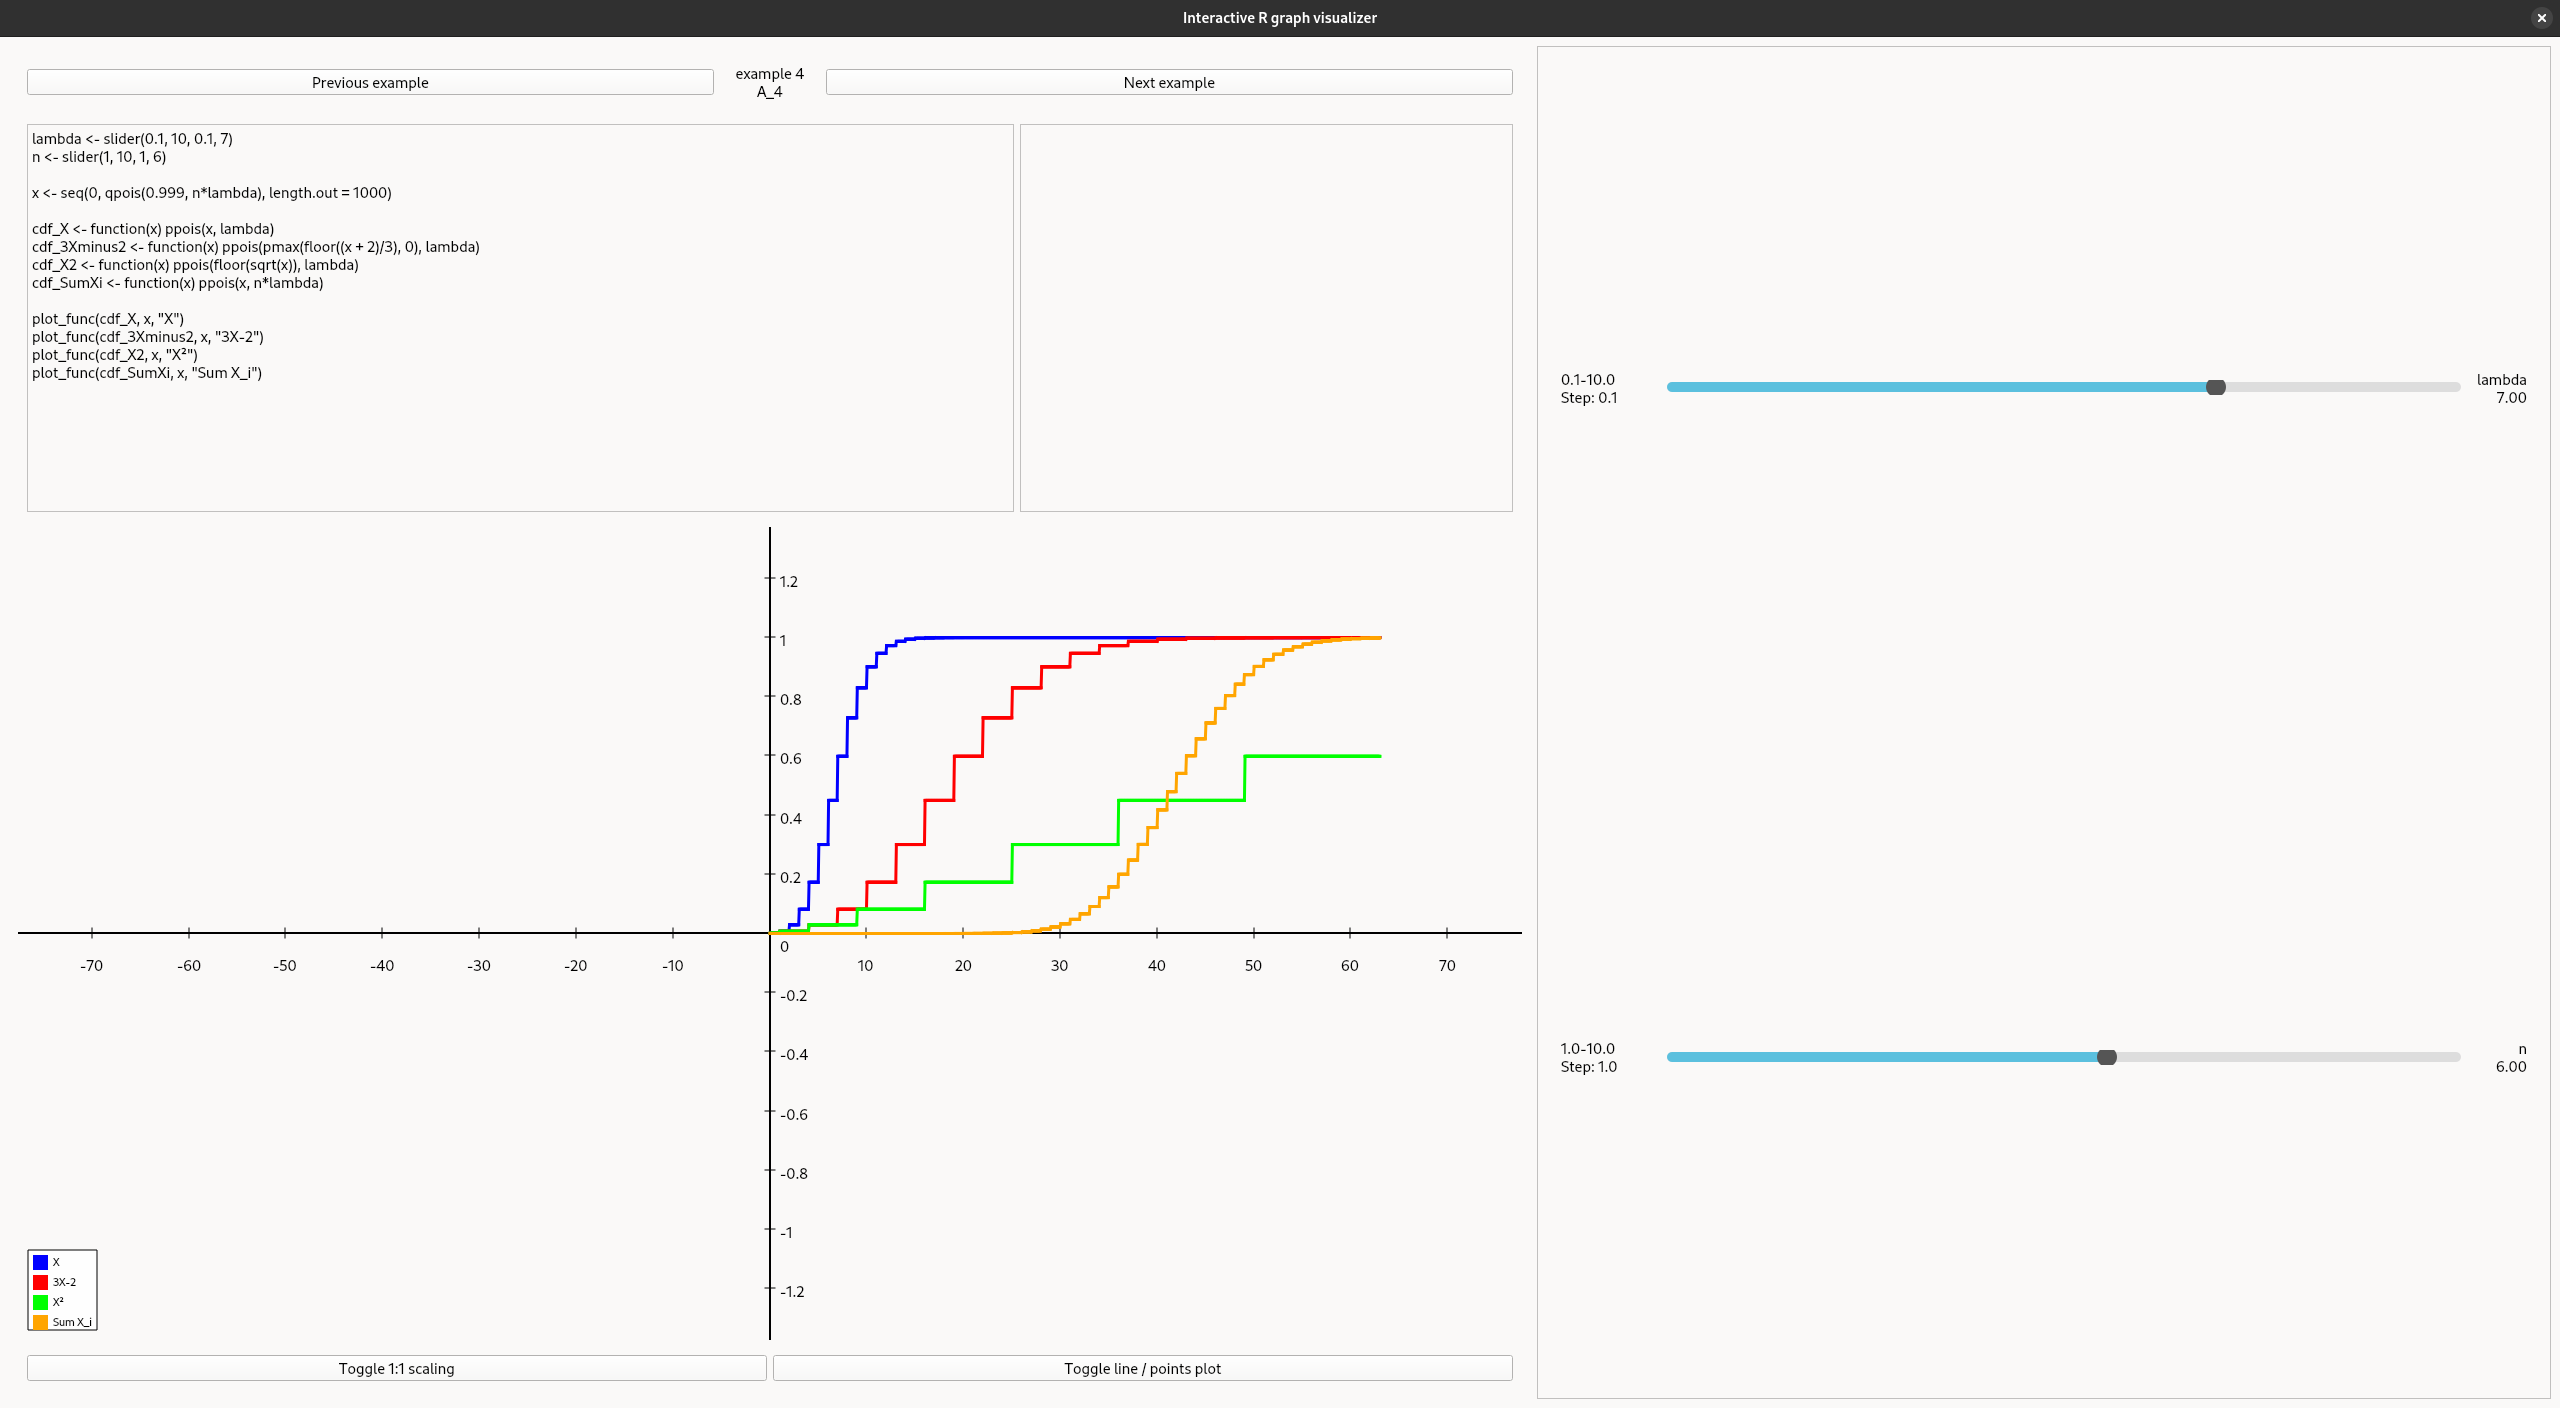 Interactive R graph visualizer
Previous example
example 4
A_4
Next example
lambda <- slider(0.1, 10, 0.1, 7)
n <- slider(1, 10, 1, 6)
x <- seq(0, qpois(0.999, n*lambda), length.out = 1000)
cdf_X <- function(x) ppois(x, lambda)
cdf_3Xminus2 <- function(x) ppois(pmax(floor((x + 2)/3), 0), lambda)
cdf_X2 <- function(x) ppois(floor(sqrt(x)), lambda)
cdf_SumXi <- function(x) ppois(x, n*lambda)
plot_func(cdf_X, x, "X")
plot_func(cdf_3Xminus2, x, "3X-2")
plot_func(cdf_X2, x, "X²")
plot_func(cdf_SumXi, x, "Sum X_i")
1.2
1
0.8
0.6
0.4
0.2
0
-70 -60 -50 -40 -30 -20 -10 10 20 30 40 50 60 70
-0.2
-0.4
-0.6
-0.8
-1
-1.2
X
3X-2
X²
Sum X_i
Toggle 1:1 scaling
Toggle line / points plot
0.1-10.0
Step: 0.1
lambda
7.00
1.0-10.0
Step: 1.0
n
6.00